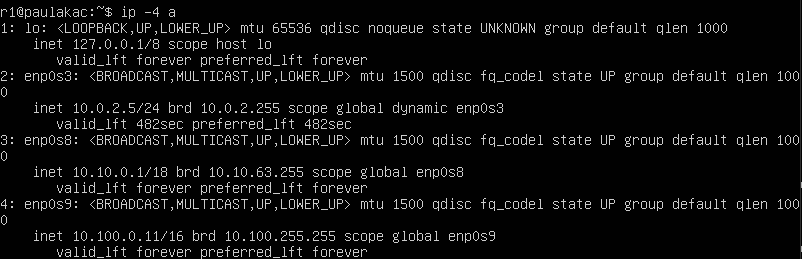 r1@paulakac:~$ ip -4 a
1: lo: <LOOPBACK,UP,LOWER_UP> mtu 65536 qdisc noqueue state UNKNOWN group default qlen 1000
    inet 127.0.0.1/8 scope host lo
       valid_lft forever preferred_lft forever
2: enp0s3: <BROADCAST,MULTICAST,UP,LOWER_UP> mtu 1500 qdisc fq_codel state UP group default qlen 100
0
    inet 10.0.2.5/24 brd 10.0.2.255 scope global dynamic enp0s3
       valid_lft 482sec preferred_lft 482sec
3: enp0s8: <BROADCAST,MULTICAST,UP,LOWER_UP> mtu 1500 qdisc fq_codel state UP group default qlen 100
0
    inet 10.10.0.1/18 brd 10.10.63.255 scope global enp0s8
       valid_lft forever preferred_lft forever
4: enp0s9: <BROADCAST,MULTICAST,UP,LOWER_UP> mtu 1500 qdisc fq_codel state UP group default qlen 100
0
    inet 10.100.0.11/16 brd 10.100.255.255 scope global enp0s9
       valid_lft forever preferred_lft forever